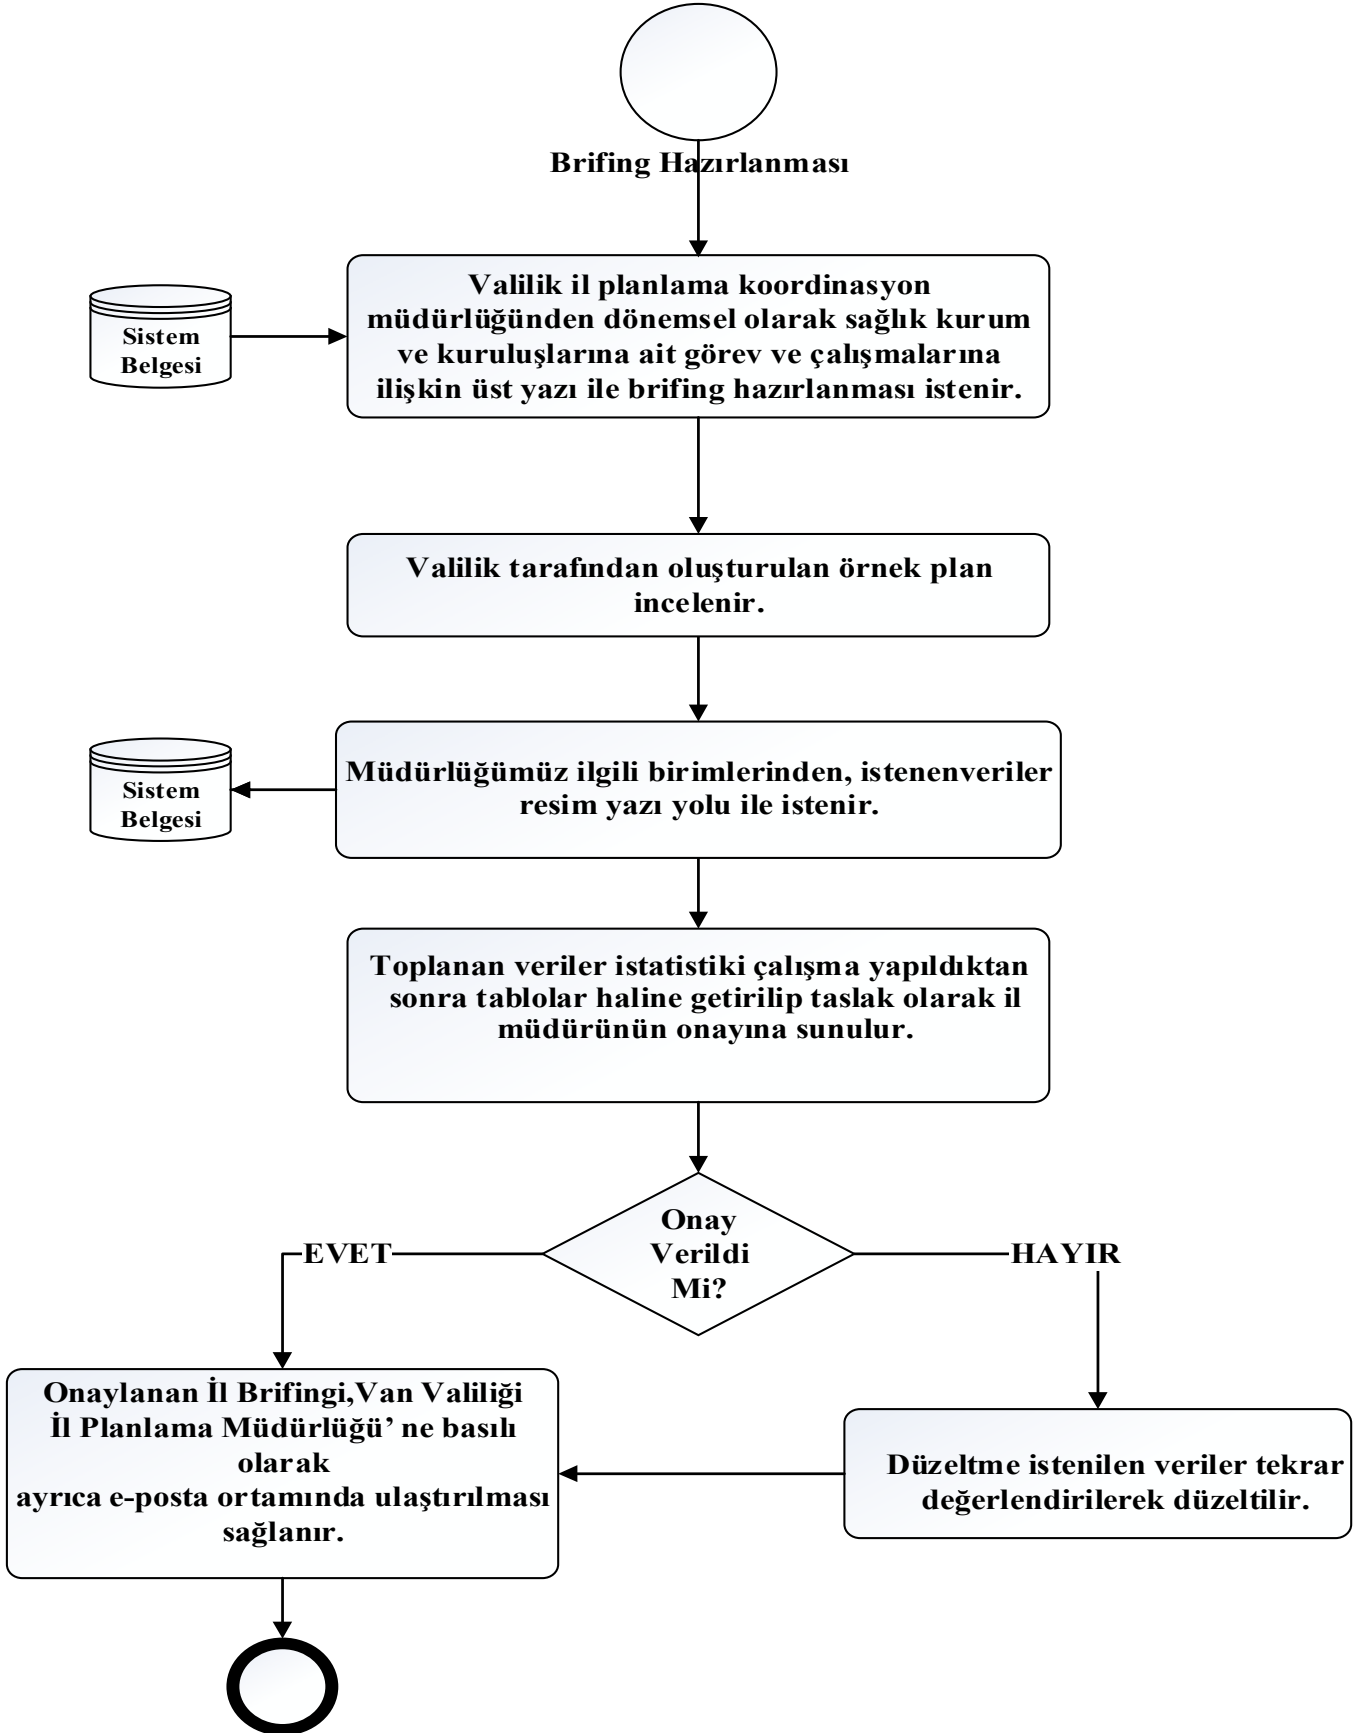 Brifing Hazırlanması
Valilik il planlama koordinasyon
müdürlüğünden dönemsel olarak sağlık kurum
ve kuruluşlarına ait görev ve çalışmalarına
ilişkin üst yazı ile brifing hazırlanması istenir.
Sistem
Belgesi
Valilik tarafından oluşturulan örnek plan
incelenir.
Müdürlüğümüz ilgili birimlerinden, istenenveriler
resim yazı yolu ile istenir.
Sistem
Belgesi
Toplanan veriler istatistiki çalışma yapıldıktan
sonra tablolar haline getirilip taslak olarak il
müdürünün onayına sunulur.
Onay
Verildi
Mi?
EVET
HAYIR
Onaylanan İl Brifingi,Van Valiliği
İl Planlama Müdürlüğü’ ne basılı
olarak
ayrıca e-posta ortamında ulaştırılması
sağlanır.
Düzeltme istenilen veriler tekrar
değerlendirilerek düzeltilir.